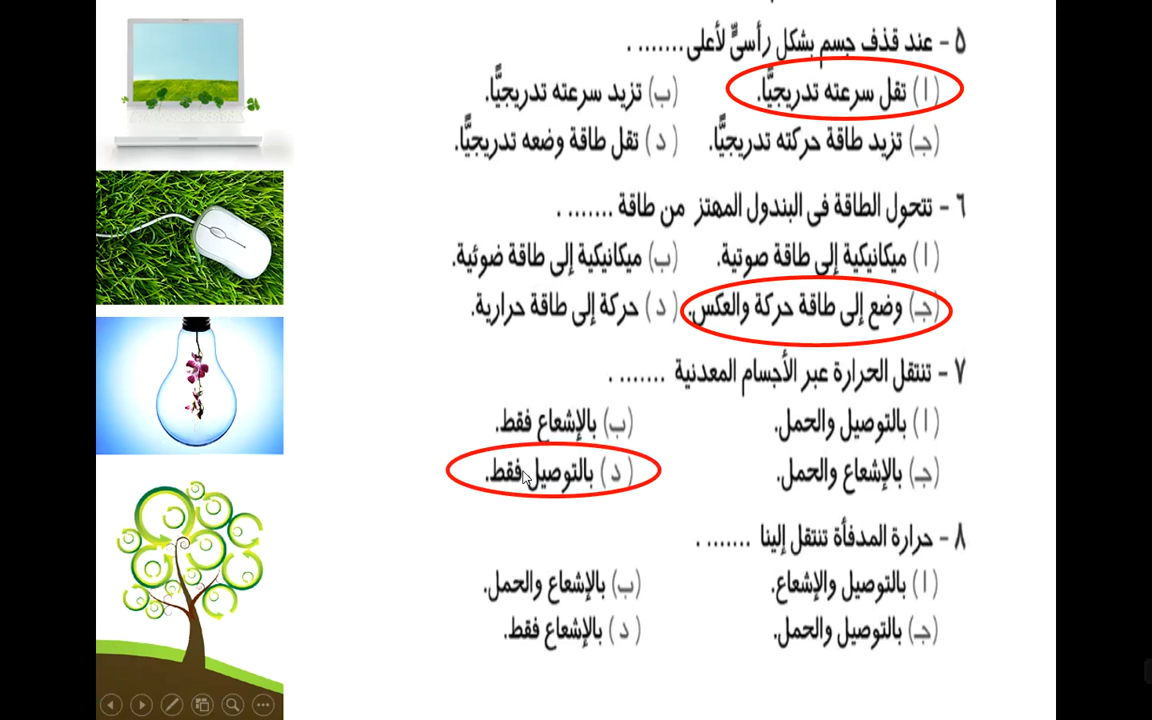 ٥ - عند قذف جسم بشكل رأسىٍّ لأعلى ....... .
(ا) تقل سرعته تدريجيًّا. (ب) تزيد سرعته تدريجيًّا.
(جـ) تزيد طاقة حركته تدريجيًّا. (د) تقل طاقة وضعه تدريجيًّا.
٦ - تتحول الطاقة فى البندول المهتز من طاقة ....... .
(ا) ميكانيكية إلى طاقة صوتية. (ب) ميكانيكية إلى طاقة ضوئية.
(جـ) وضع إلى طاقة حركة والعكس. (د) حركة إلى طاقة حرارية.
٧ - تنتقل الحرارة عبر الأجسام المعدنية ....... .
(ا) بالتوصيل والحمل. (ب) بالإشعاع فقط.
(جـ) بالإشعاع والحمل. (د) بالتوصيل فقط.
٨ - حرارة المدفأة تنتقل إلينا ....... .
(ا) بالتوصيل والإشعاع. (ب) بالإشعاع والحمل.
(جـ) بالتوصيل والحمل. (د) بالإشعاع فقط.